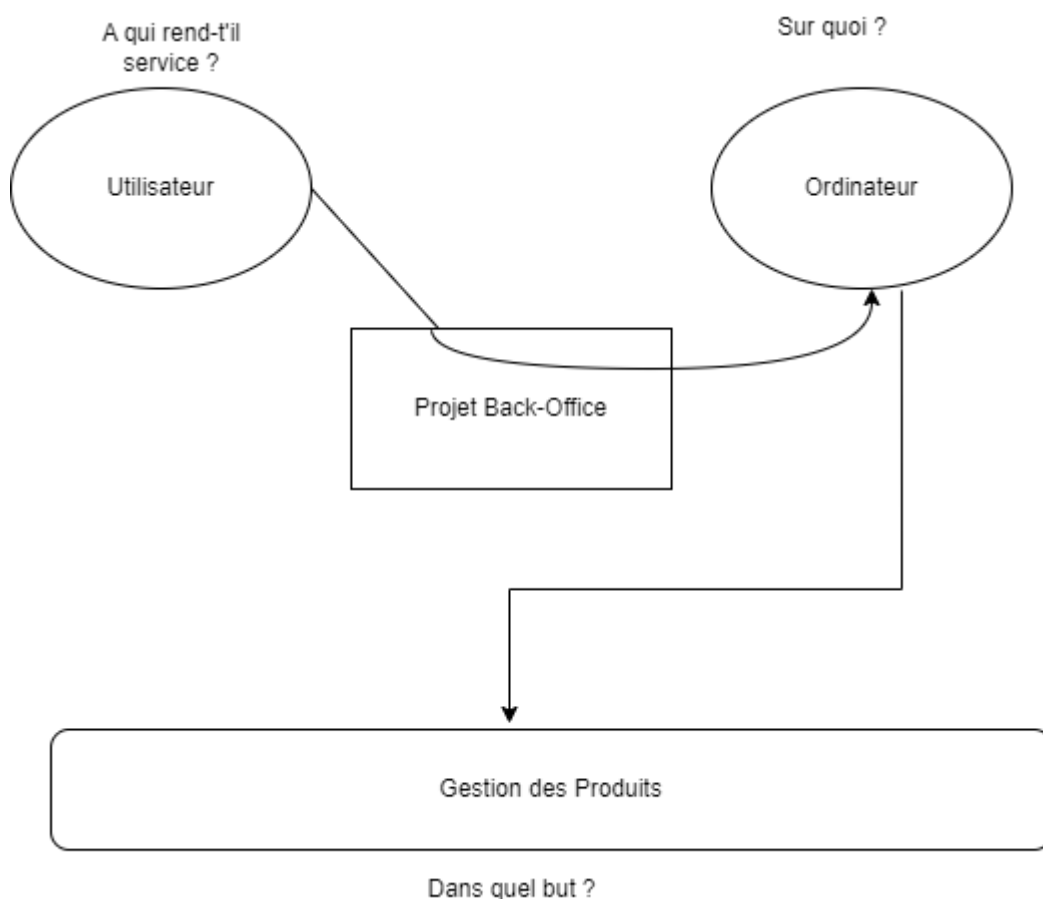 A qui rend-t'il
service ?
Sur quoi ?
Utilisateur
Ordinateur
Projet Back-Office
Gestion des Produits
Dans quel but ?